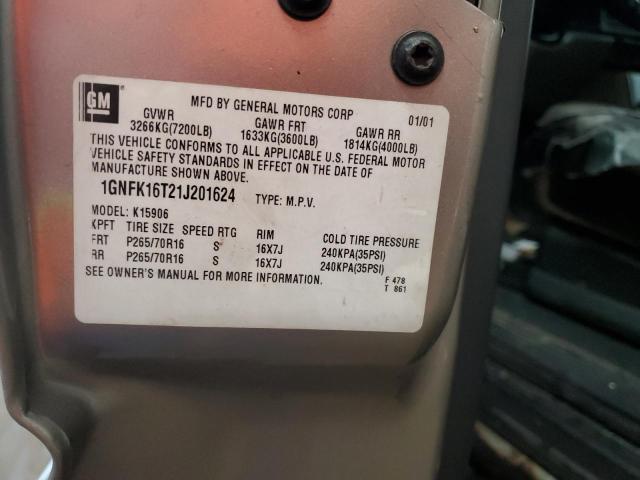 GM
MFD BY GENERAL MOTORS CORP 01/01
GVWR GAWR FRT GAWR RR
3266KG(7200LB) 1633KG(3600LB) 1814KG(4000LB)
THIS VEHICLE CONFORMS TO ALL APPLICABLE U.S. FEDERAL MOTOR
VEHICLE SAFETY STANDARDS IN EFFECT ON THE DATE OF
MANUFACTURE SHOWN ABOVE.
1GNFK16T21J201624 TYPE: M.P.V.
MODEL: K15906
KPFT TIRE SIZE SPEED RTG RIM COLD TIRE PRESSURE
FRT P265/70R16 S 16X7J 240KPA(35PSI)
RR P265/70R16 S 16X7J 240KPA(35PSI)
SEE OWNER'S MANUAL FOR MORE INFORMATION. F 478
T 861